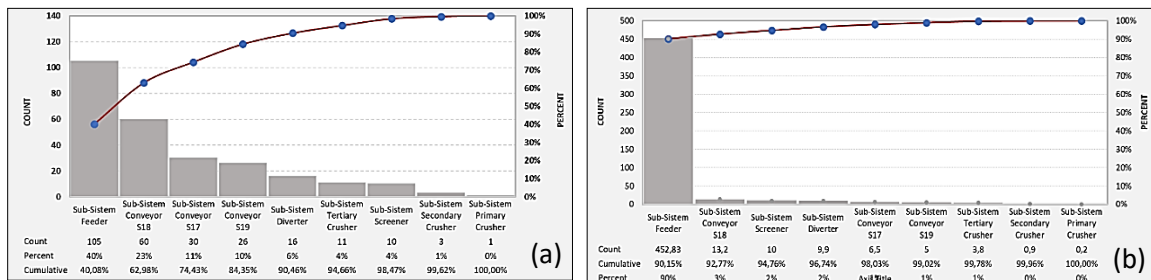 140
120
100
80
60
40
20
0
COUNT
100%
90%
80%
70%
60%
50%
40%
30%
20%
10%
0%
PERCENT
Sub-Sistem Feeder
Sub-Sistem Conveyor S18
Sub-Sistem Conveyor S17
Sub-Sistem Conveyor S19
Sub-Sistem Diverter
Sub-Sistem Tertiary Crusher
Sub-Sistem Screener
Sub-Sistem Secondary Crusher
Sub-Sistem Primary Crusher
Count 105 60 30 26 16 11 10 3 1
Percent 40% 23% 11% 10% 6% 4% 4% 1% 0%
Cumulative 40,08% 62,98% 74,43% 84,35% 90,46% 94,66% 98,47% 99,62% 100,00%
(a)
500
450
400
350
300
250
200
150
100
50
0
COUNT
100%
90%
80%
70%
60%
50%
40%
30%
20%
10%
0%
PERCENT
Sub-Sistem Feeder
Sub-Sistem Conveyor S18
Sub-Sistem Screener
Sub-Sistem Diverter
Sub-Sistem Conveyor S17
Sub-Sistem Conveyor S19
Sub-Sistem Tertiary Crusher
Sub-Sistem Secondary Crusher
Sub-Sistem Primary Crusher
Count 452,83 13,2 10 9,9 6,5 5 3,8 0,9 0,2
Cumulative 90,15% 92,77% 94,76% 96,74% 98,03% 99,02% 99,78% 99,96% 100,00%
Percent 90% 3% 2% 2% 1% 1% 0% 0%
(b)